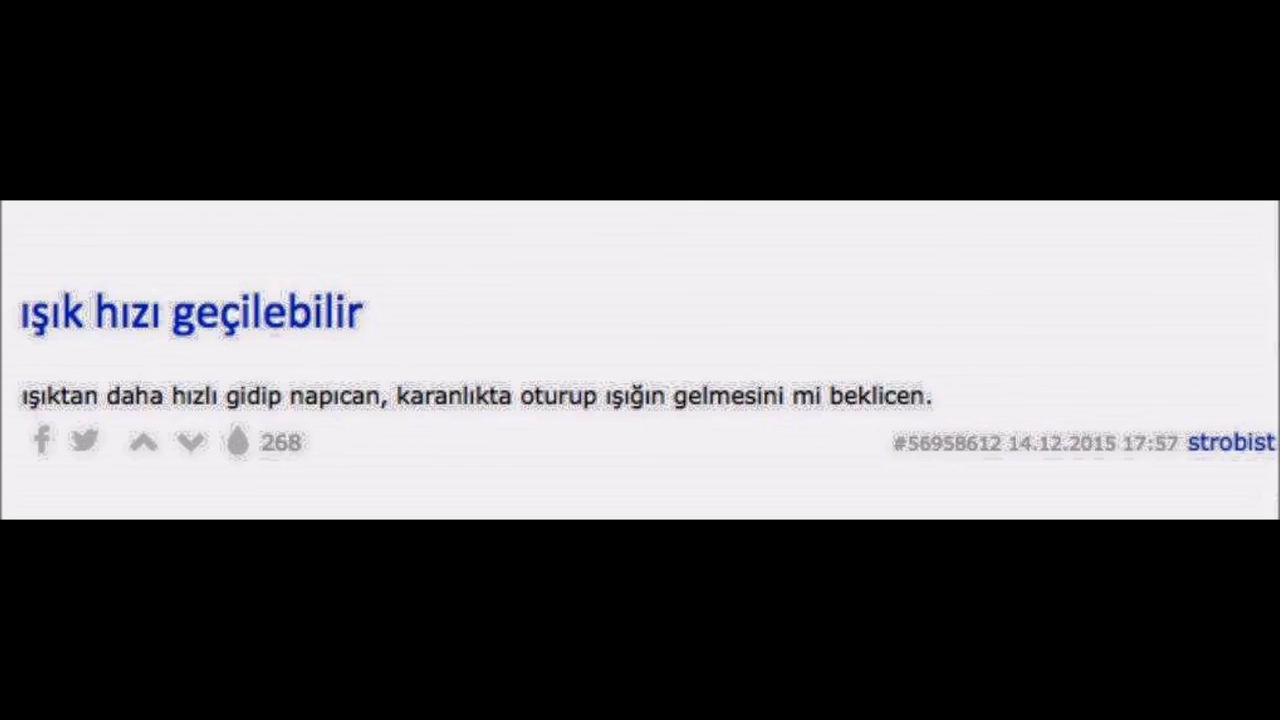 ışık hızı geçilebilir
ışıktan daha hızlı gidip napıcan, karanlıkta oturup ışığın gelmesini mi beklicen.
268 #56958612 14.12.2015 17:57 strobist